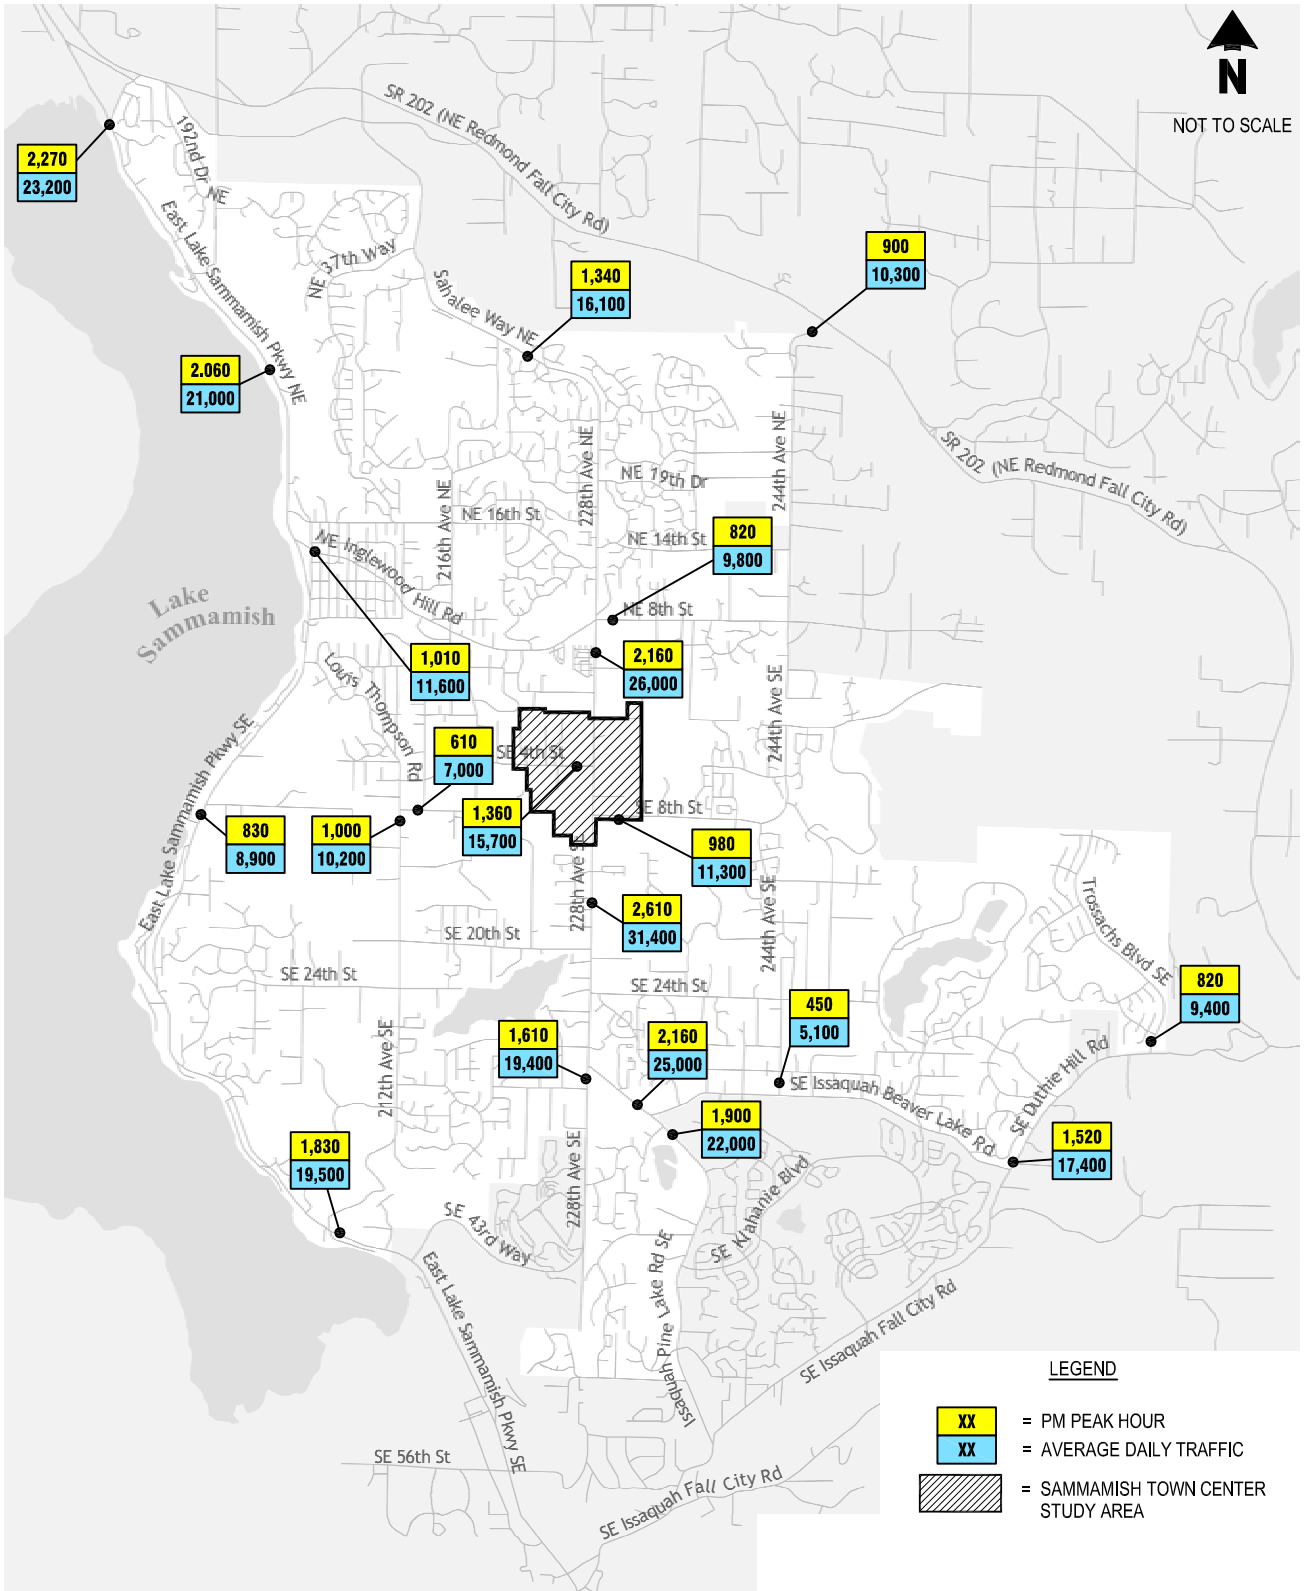 N
NOT TO SCALE
SR 202 (NE Redmond Fall City Rd)
192nd Dr NE
2,270
23,200
East Lake Sammamish Pkwy NE
NE 37th Way
Sahalee Way NE
1,340
16,100
900
10,300
2.060
21,000
228th Ave NE
244th Ave NE
NE 19th Dr
SR 202 (NE Redmond Fall City Rd)
216th Ave NE
NE 16th St
NE Inglewood Hill Rd
NE 14th St
820
9,800
NE 8th St
Lake
Sammamish
1,010
11,600
2,160
26,000
Louis Thompson Rd
244th Ave SE
East Lake Sammamish Pkwy SE
610
7,000
SE 4th St
1,360
15,700
SE 8th St
830
8,900
1,000
10,200
980
11,300
228th Ave S
2,610
31,400
244th Ave SE
Trossachs Blvd SE
SE 20th St
SE 24th St
SE 24th St
820
9,400
450
5,100
1,610
19,400
2,160
25,000
212th Ave SE
SE Issaquah Beaver Lake Rd
SE Duthie Hill Rd
1,900
22,000
1,520
17,400
1,830
19,500
228th Ave SE
SE Klahanie Blvd
SE 43rd Way
Issaquah Pine Lake Rd SE
East Lake Sammamish Pkwy SE
SE Issaquah Fall City Rd
SE 56th St
SE Issaquah Fall City Rd
LEGEND
XX = PM PEAK HOUR
XX = AVERAGE DAILY TRAFFIC
= SAMMAMISH TOWN CENTER
STUDY AREA